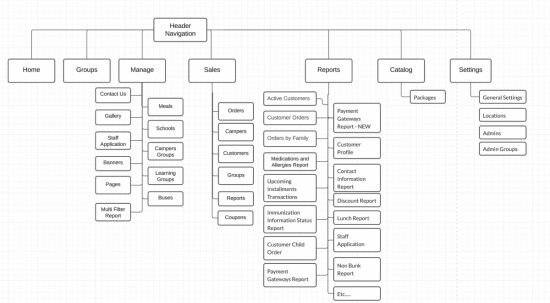 Header
Navigation
Home
Groups
Manage
Sales
Reports
Catalog
Settings
Contact Us
Gallery
Staff
Application
Banners
Pages
Multi Filter
Report
Meals
Schools
Campers
Groups
Learning
Groups
Buses
Orders
Campers
Customers
Groups
Reports
Coupons
Active Customers
Customer Orders
Orders by Family
Medications and
Allergies Report
Upcoming
Installments
Transactions
Immunization
Information Status
Report
Customer Child
Order
Payment
Gateways Report
Payment
Gateways
Report - NEW
Customer
Profile
Contact
Information
Report
Discount Report
Lunch Report
Staff
Application
Non Bunk
Report
Etc....
Packages
General Settings
Locations
Admins
Admin Groups